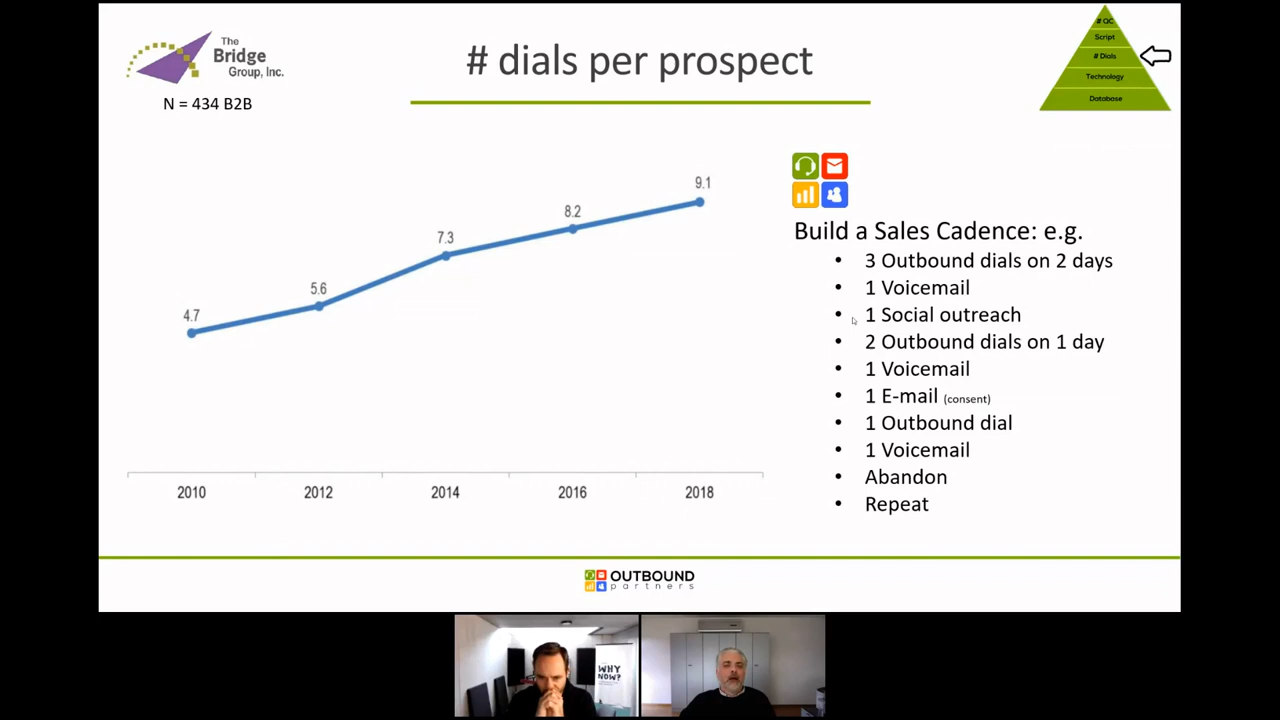 The
Bridge
Group, Inc.
N = 434 B2B
# dials per prospect
# QC
Script
# Dials
Technology
Database
4.7
5.6
7.3
8.2
9.1
2010
2012
2014
2016
2018
Build a Sales Cadence: e.g.
• 3 Outbound dials on 2 days
• 1 Voicemail
• 1 Social outreach
• 2 Outbound dials on 1 day
• 1 Voicemail
• 1 E-mail (consent)
• 1 Outbound dial
• 1 Voicemail
• Abandon
• Repeat
OUTBOUND
partners
WHY
NOW?